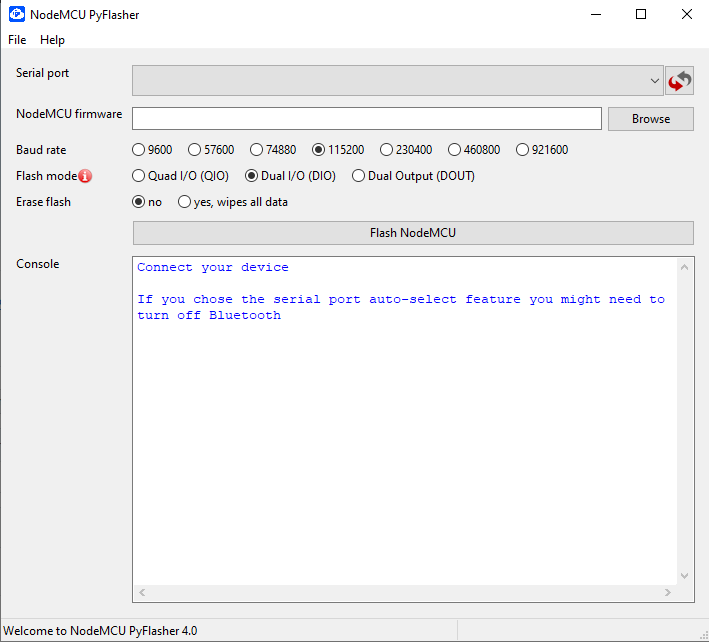 NodeMCU PyFlasher
File Help
Serial port
NodeMCU firmware Browse
Baud rate 9600 57600 74880 115200 230400 460800 921600
Flash mode Quad I/O (QIO) Dual I/O (DIO) Dual Output (DOUT)
Erase flash no yes, wipes all data
Flash NodeMCU
Console
Connect your device
If you chose the serial port auto-select feature you might need to
turn off Bluetooth
Welcome to NodeMCU PyFlasher 4.0